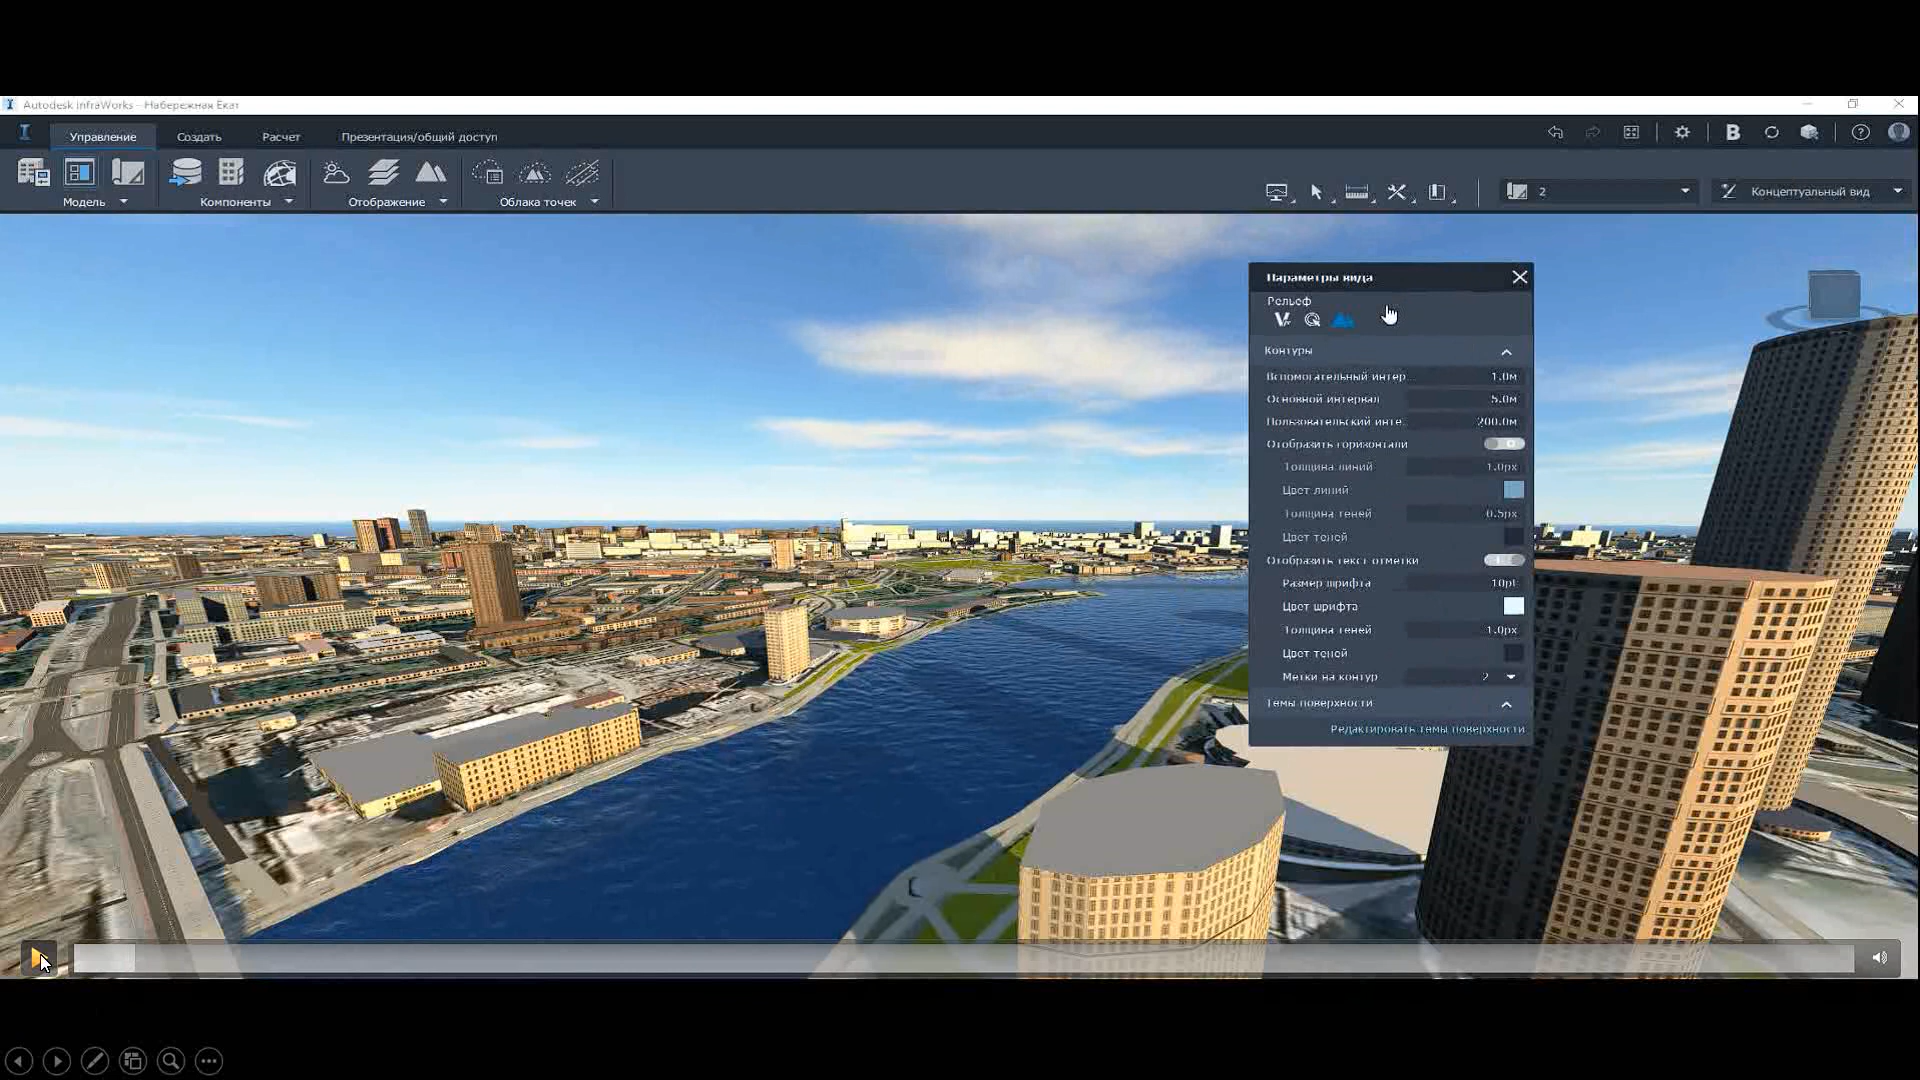 Autodesk InfraWorks - Набережная Екат
Управление
Создать
Расчет
Презентация/общий доступ
Модель
Компоненты
Отображение
Облака точек
2
Концептуальный вид
Параметры вида
Рельеф
Контуры
Вспомогательный интер... 1.0м
Основной интервал 5.0м
Пользовательский инте... 200.0м
Отобразить горизонтали
Толщина линий 1.0px
Цвет линий
Толщина теней 0.5px
Цвет теней
Отобразить текст отметки
Размер шрифта 10pt
Цвет шрифта
Толщина теней 1.0px
Цвет теней
Метки на контур 2
Темы поверхности
Редактировать темы поверхности